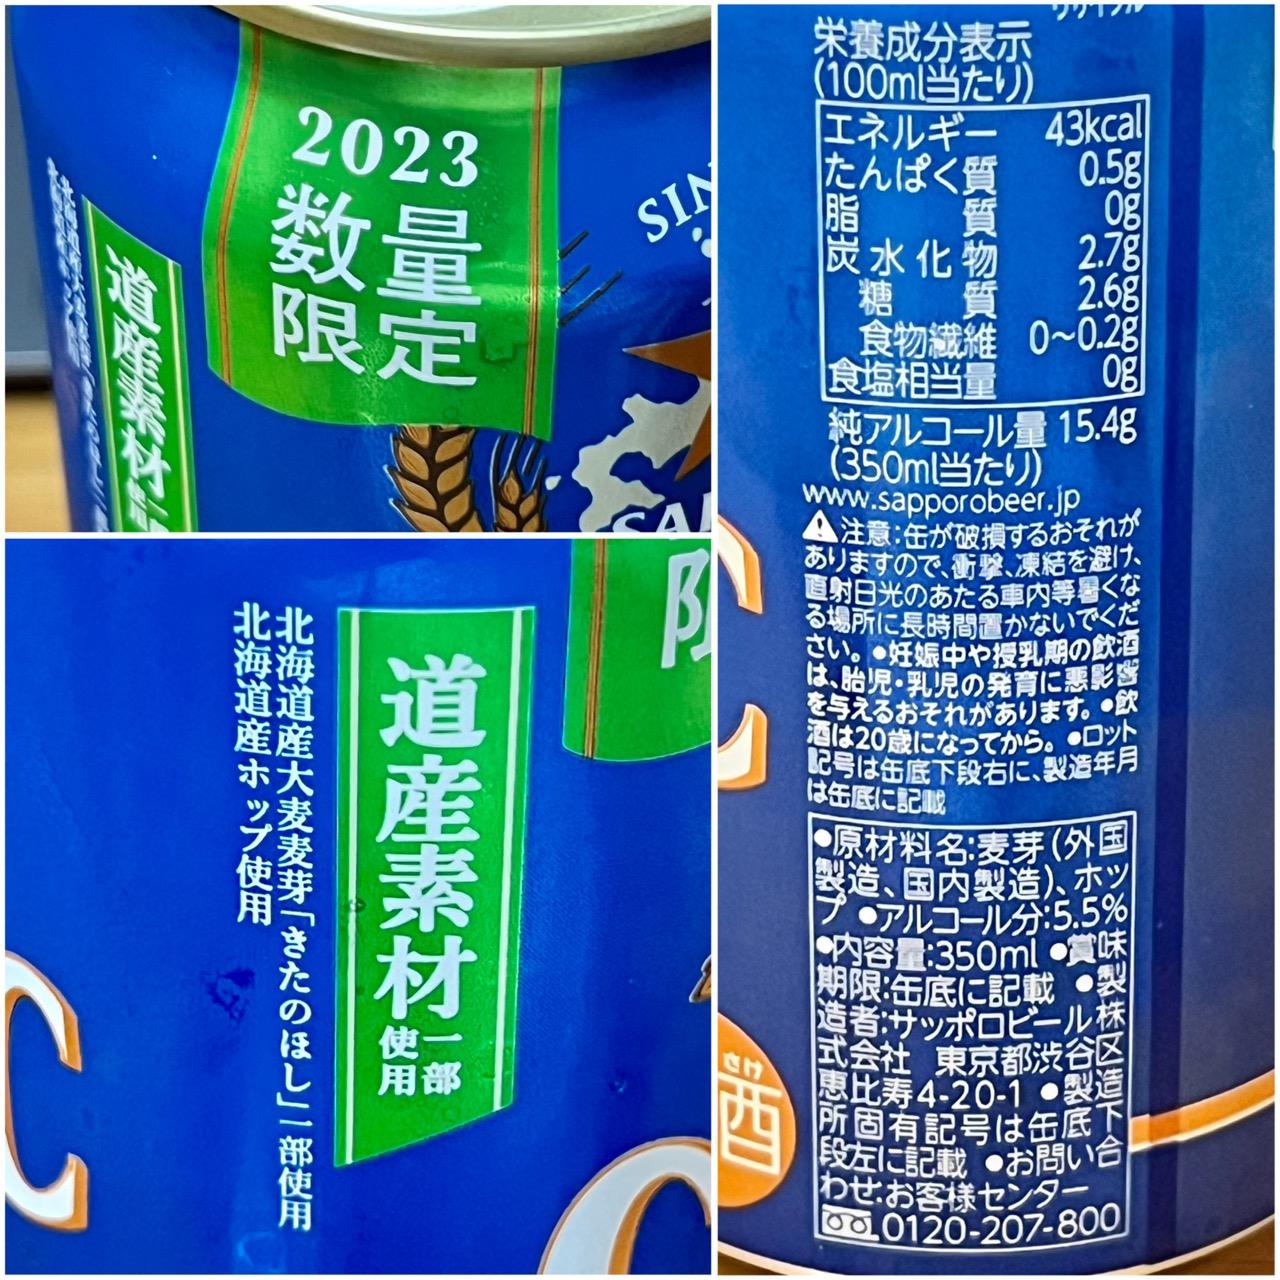 2023
数量
限定
道産素材
SIN
SA
北海道産大麦麦芽「きたのほし」一部使用
北海道産ホップ使用
道産素材一部使用
限
リサイクル
栄養成分表示
(100ml当たり)
エネルギー 43kcal
たんぱく質 0.5g
脂質 0g
炭水化物 2.7g
糖質 2.6g
食物繊維 0~0.2g
食塩相当量 0g
純アルコール量 15.4g
(350ml当たり)
www.sapporobeer.jp
⚠注意:缶が破損するおそれが
ありますので、衝撃、凍結を避け、
直射日光のあたる車内等暑くな
る場所に長時間置かないでくだ
さい。●妊娠中や授乳期の飲酒
は、胎児・乳児の発育に悪影響
を与えるおそれがあります。●飲
酒は20歳になってから。●ロット
記号は缶底下段右に、製造年月
は缶底に記載
●原材料名:麦芽(外国
製造、国内製造)、ホッ
プ ●アルコール分:5.5%
●内容量:350ml ●賞味
期限:缶底に記載 ●製
造者:サッポロビール株
式会社 東京都渋谷区
恵比寿4-20-1 ●製造
所固有記号は缶底下
段左に記載 ●お問い合
わせ:お客様センター
0120-207-800
さけ
酒